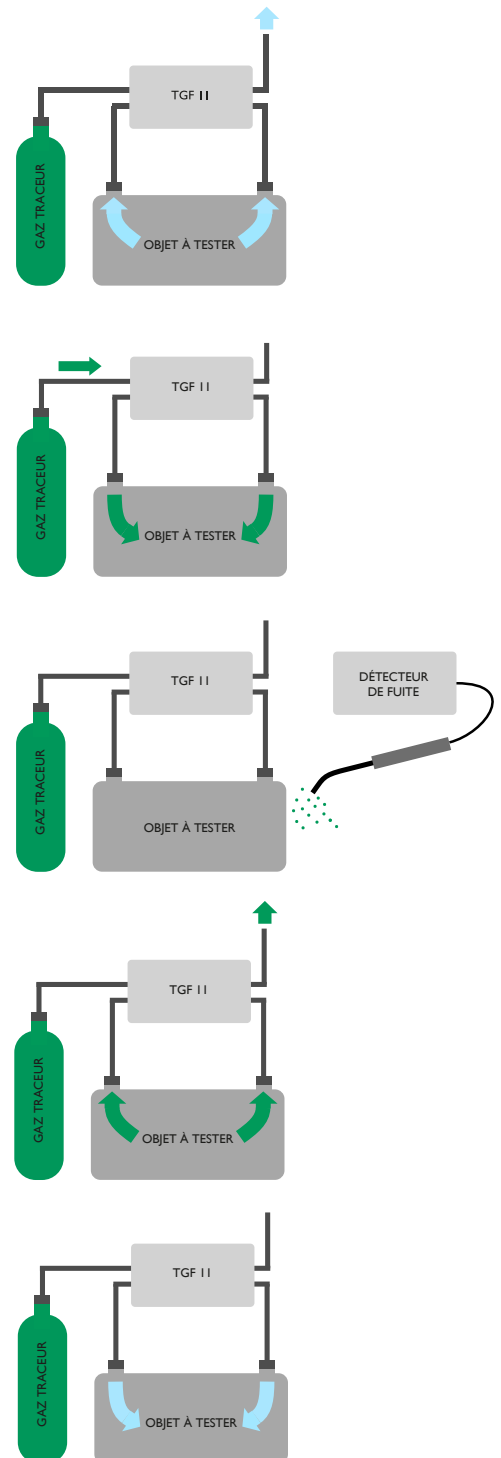 TGF 11
GAZ TRACEUR
OBJET À TESTER
TGF 11
GAZ TRACEUR
OBJET À TESTER
TGF 11
DÉTECTEUR
DE FUITE
GAZ TRACEUR
OBJET À TESTER
TGF 11
GAZ TRACEUR
OBJET À TESTER
TGF 11
GAZ TRACEUR
OBJET À TESTER